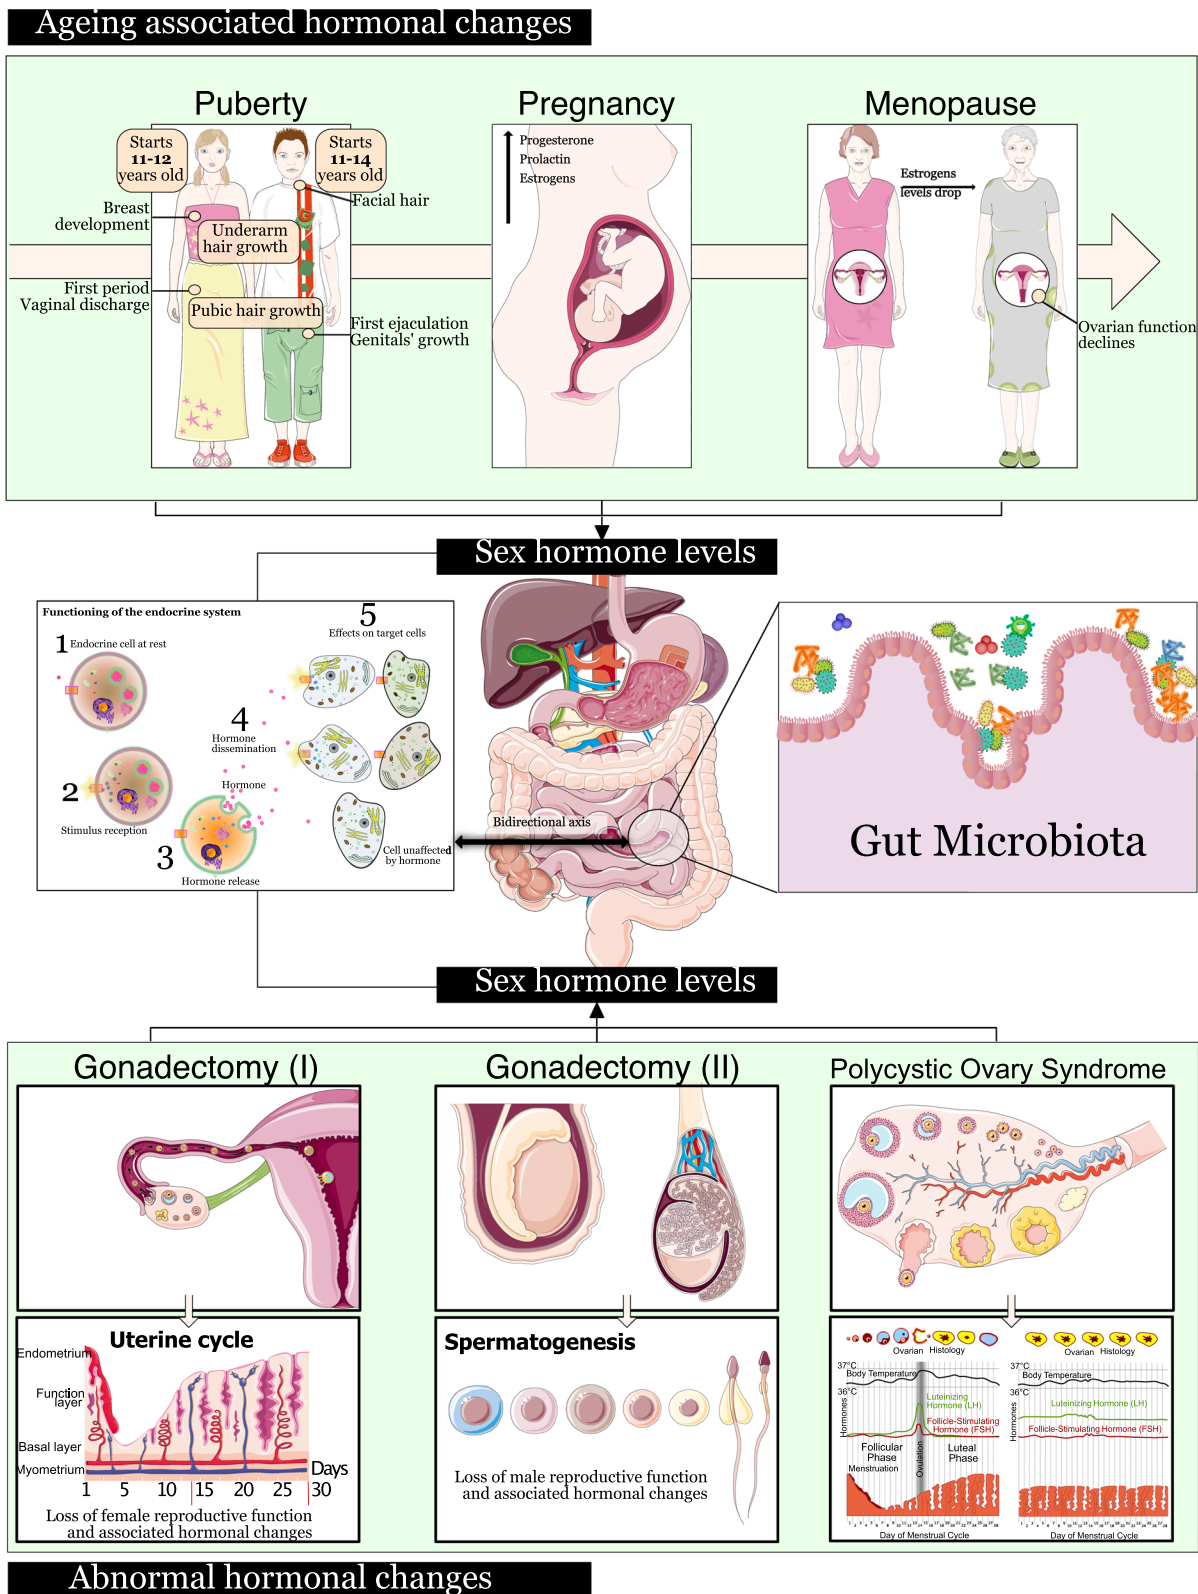 Ageing associated hormonal changes
Puberty
Pregnancy
Menopause
Starts
11-12
years old
Starts
11-14
years old
Breast
development
Facial hair
Underarm
hair growth
First period
Vaginal discharge
Pubic hair growth
First ejaculation
Genitals' growth
Progesterone
Prolactin
Estrogens
Estrogens
levels drop
Ovarian function
declines
Sex hormone levels
Functioning of the endocrine system
1
Endocrine cell at rest
2
Stimulus reception
3
Hormone release
4
Hormone
dissemination
Hormone
5
Effects on target cells
Cell unaffected
by hormone
Bidirectional axis
Gut Microbiota
Sex hormone levels
Gonadectomy (I)
Gonadectomy (II)
Polycystic Ovary Syndrome
Uterine cycle
Endometrium
Function
layer
Basal layer
Myometrium
Days
1 5 10 15 20 25 30
Loss of female reproductive function
and associated hormonal changes
Spermatogenesis
Loss of male reproductive function
and associated hormonal changes
Ovarian Histology
37°C
Body Temperature
36°C
Hormones
Luteinizing
Hormone (LH)
Follicle-Stimulating
Hormone (FSH)
Follicular
Phase
Ovulation
Luteal
Phase
Menstruation
Day of Menstrual Cycle
Ovarian Histology
37°C
Body Temperature
36°C
Hormones
Luteinizing Hormone (LH)
Follicle-Stimulating Hormone (FSH)
Day of Menstrual Cycle
Abnormal hormonal changes